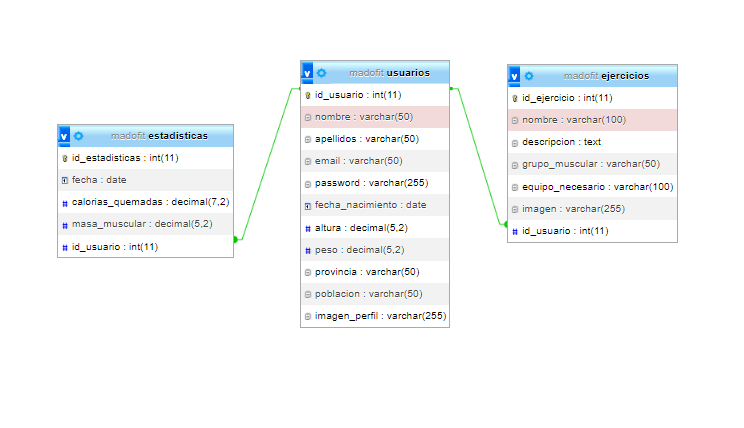 v madofit estadisticas
id_estadisticas : int(11)
fecha : date
# calorias_quemadas : decimal(7,2)
# masa_muscular : decimal(5,2)
# id_usuario : int(11)
v madofit usuarios
id_usuario : int(11)
nombre : varchar(50)
apellidos : varchar(50)
email : varchar(50)
password : varchar(255)
fecha_nacimiento : date
# altura : decimal(5,2)
# peso : decimal(5,2)
provincia : varchar(50)
poblacion : varchar(50)
imagen_perfil : varchar(255)
v madofit ejercicios
id_ejercicio : int(11)
nombre : varchar(100)
descripcion : text
grupo_muscular : varchar(50)
equipo_necesario : varchar(100)
imagen : varchar(255)
# id_usuario : int(11)